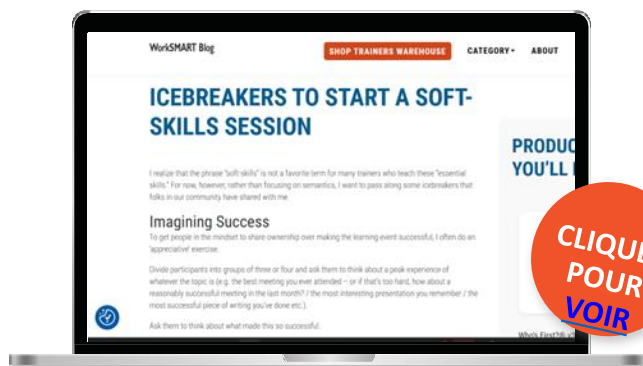 WorkSMART Blog
SHOP TRAINERS WAREHOUSE
CATEGORY
ABOUT
ICEBREAKERS TO START A SOFT-
SKILLS SESSION
I realize that the phrase "soft-skills" is not a favorite term for many trainers who teach these "essential
skills." For now, however, rather than focusing on semantics, I want to pass along some icebreakers that
folks in our community have shared with me.
Imagining Success
To get people in the mindset to share ownership over making the learning event successful, I often do an
'appreciative' exercise.
Divide participants into groups of three or four and ask them to think about a peak experience of
whatever the topic is (e.g. the best meeting you ever attended – or if that's too hard, how about a
reasonably successful meeting in the last month? / the most interesting presentation you remember / the
most successful piece of writing you've done etc.).
Ask them to think about what made this so successful.
PRODUC
YOU'LL
CLIQUE
POUR
VOIR
Who's First?®